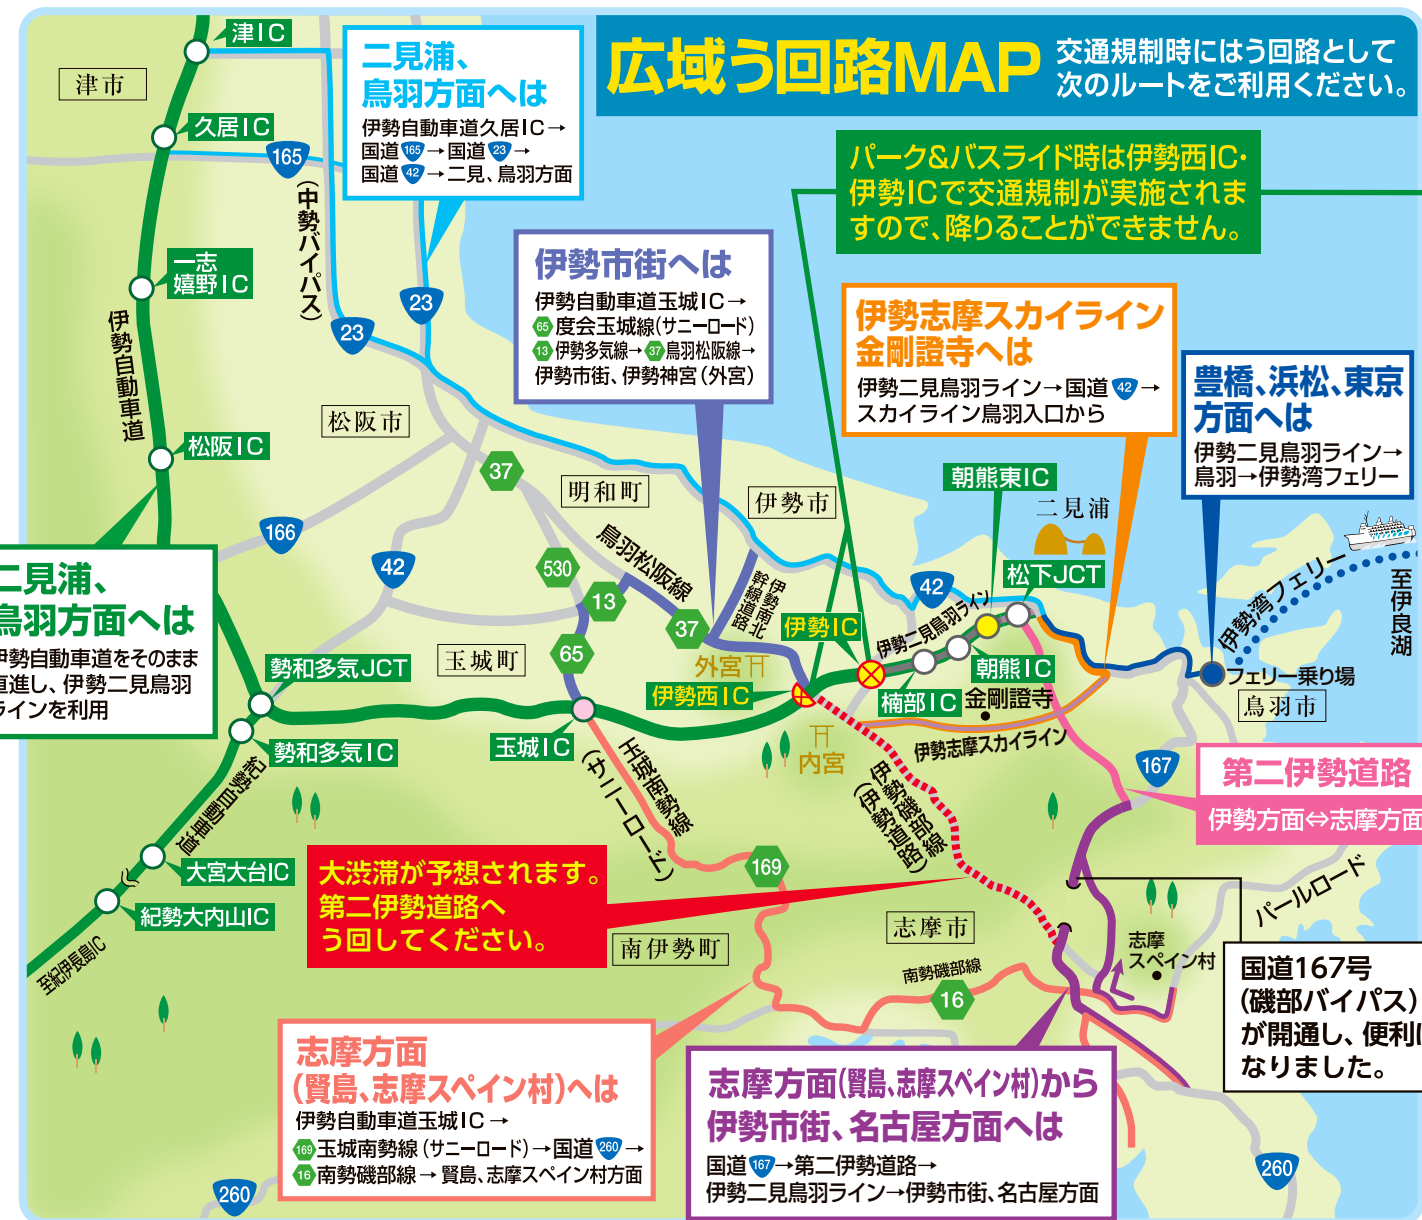 広域う回路MAP
交通規制時にはう回路として
次のルートをご利用ください。
津IC
津市
久居IC
165
(中勢バイパス)
二見浦、
鳥羽方面へは
伊勢自動車道久居IC→
国道165→国道23→
国道42→二見、鳥羽方面
パーク&バスライド時は伊勢西IC・
伊勢ICで交通規制が実施されま
すので、降りることができません。
一志
嬉野IC
伊勢自動車道
23
23
伊勢市街へは
伊勢自動車道玉城IC→
65度会玉城線(サニーロード)
13伊勢多気線→37鳥羽松阪線→
伊勢市街、伊勢神宮(外宮)
伊勢志摩スカイライン
金剛證寺へは
伊勢二見鳥羽ライン→国道42→
スカイライン鳥羽入口から
豊橋、浜松、東京
方面へは
伊勢二見鳥羽ライン→
鳥羽→伊勢湾フェリー
松阪市
松阪IC
37
明和町
伊勢市
朝熊東IC
二見浦
166
42
530
13
鳥羽松阪線
37
伊勢南北
幹線道路
42
松下JCT
伊勢二見鳥羽ライン
伊勢湾フェリー
至伊良湖
二見浦、
鳥羽方面へは
伊勢自動車道をそのまま
直進し、伊勢二見鳥羽
ラインを利用
玉城町
65
外宮
伊勢IC
朝熊IC
楠部IC
金剛證寺
フェリー乗り場
鳥羽市
勢和多気JCT
勢和多気IC
伊勢西IC
玉城IC
内宮
伊勢志摩スカイライン
167
第二伊勢道路
伊勢方面⇔志摩方面
紀勢自動車道
玉城南勢線
(サニーロード)
伊勢磯部線
(伊勢道路)
大宮大台IC
紀勢大内山IC
至紀伊長島IC
大渋滞が予想されます。
第二伊勢道路へ
う回してください。
169
南伊勢町
志摩市
南勢磯部線
16
パールロード
志摩
スペイン村
国道167号
(磯部バイパス)
が開通し、便利に
なりました。
志摩方面
(賢島、志摩スペイン村)へは
伊勢自動車道玉城IC→
169玉城南勢線(サニーロード)→国道260→
16南勢磯部線→賢島、志摩スペイン村方面
志摩方面(賢島、志摩スペイン村)から
伊勢市街、名古屋方面へは
国道167→第二伊勢道路→
伊勢二見鳥羽ライン→伊勢市街、名古屋方面
260
260